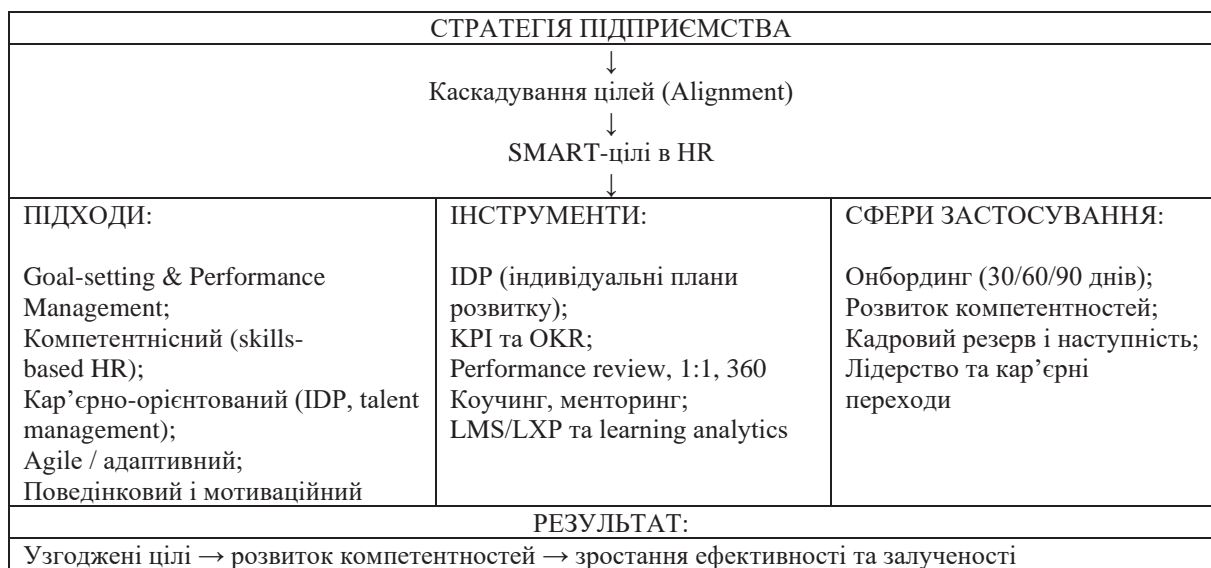 СТРАТЕГІЯ ПІДПРИЄМСТВА
↓
Каскадування цілей (Alignment)
↓
SMART-цілі в HR
↓
ПІДХОДИ:
Goal-setting & Performance
Management;
Компетентнісний (skills-
based HR);
Кар’єрно-орієнтований (IDP, talent
management);
Agile / адаптивний;
Поведінковий і мотиваційний
ІНСТРУМЕНТИ:
IDP (індивідуальні плани
розвитку);
KPI та OKR;
Performance review, 1:1, 360
Коучинг, менторинг;
LMS/LXP та learning analytics
СФЕРИ ЗАСТОСУВАННЯ:
Онбординг (30/60/90 днів);
Розвиток компетентностей;
Кадровий резерв і наступність;
Лідерство та кар’єрні
переходи
РЕЗУЛЬТАТ:
Узгоджені цілі → розвиток компетентностей → зростання ефективності та залученості